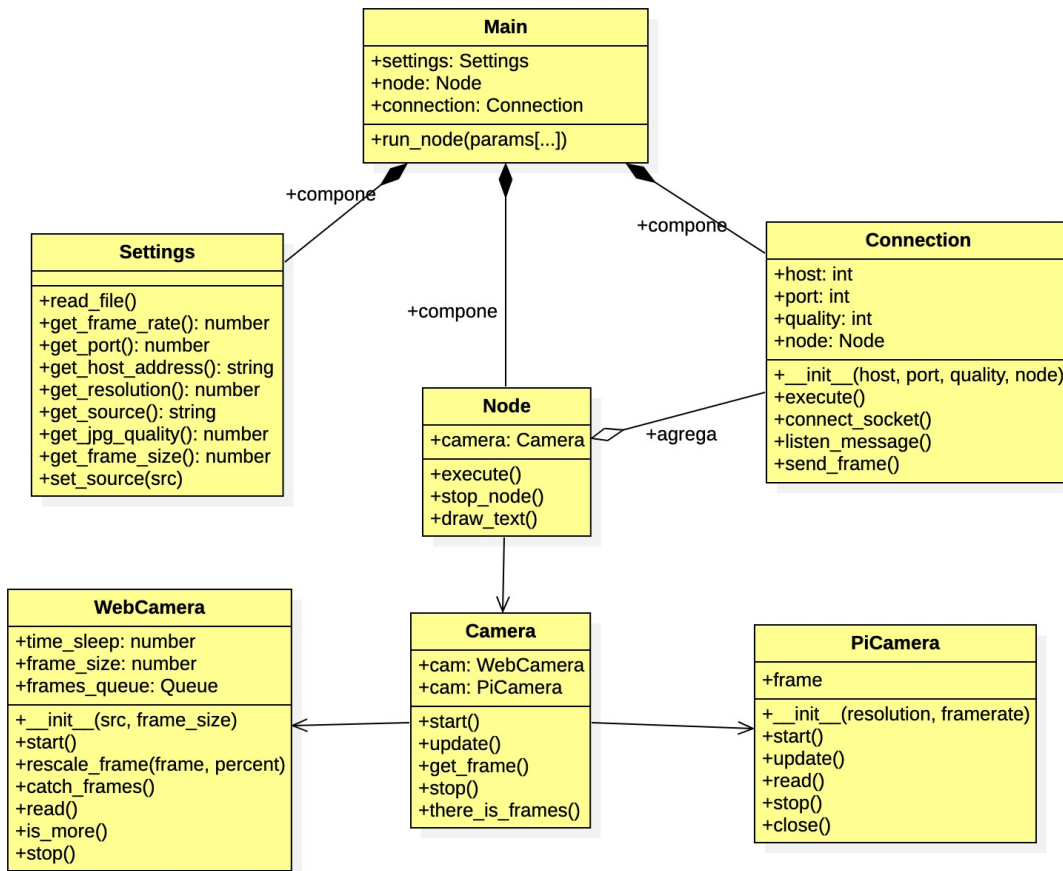 Main
+settings: Settings
+node: Node
+connection: Connection
+run_node(params[...])
+compone
+compone
+compone
Settings
+read_file()
+get_frame_rate(): number
+get_port(): number
+get_host_address(): string
+get_resolution(): number
+get_source(): string
+get_jpg_quality(): number
+get_frame_size(): number
+set_source(src)
Connection
+host: int
+port: int
+quality: int
+node: Node
+__init__(host, port, quality, node)
+execute()
+connect_socket()
+listen_message()
+send_frame()
Node
+camera: Camera
+execute()
+stop_node()
+draw_text()
+agrega
WebCamera
+time_sleep: number
+frame_size: number
+frames_queue: Queue
+__init__(src, frame_size)
+start()
+rescale_frame(frame, percent)
+catch_frames()
+read()
+is_more()
+stop()
Camera
+cam: WebCamera
+cam: PiCamera
+start()
+update()
+get_frame()
+stop()
+there_is_frames()
PiCamera
+frame
+__init__(resolution, framerate)
+start()
+update()
+read()
+stop()
+close()